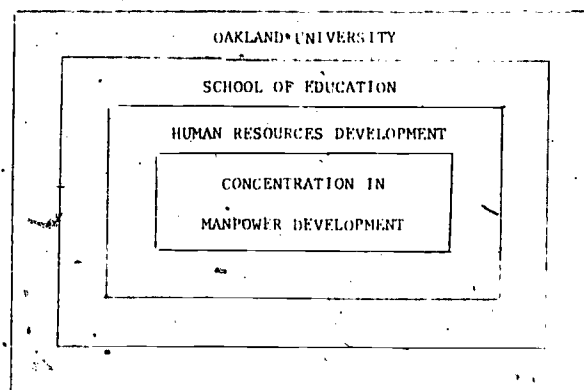 OAKLAND UNIVERSITY
SCHOOL OF EDUCATION
HUMAN RESOURCES DEVELOPMENT
CONCENTRATION IN
MANPOWER DEVELOPMENT